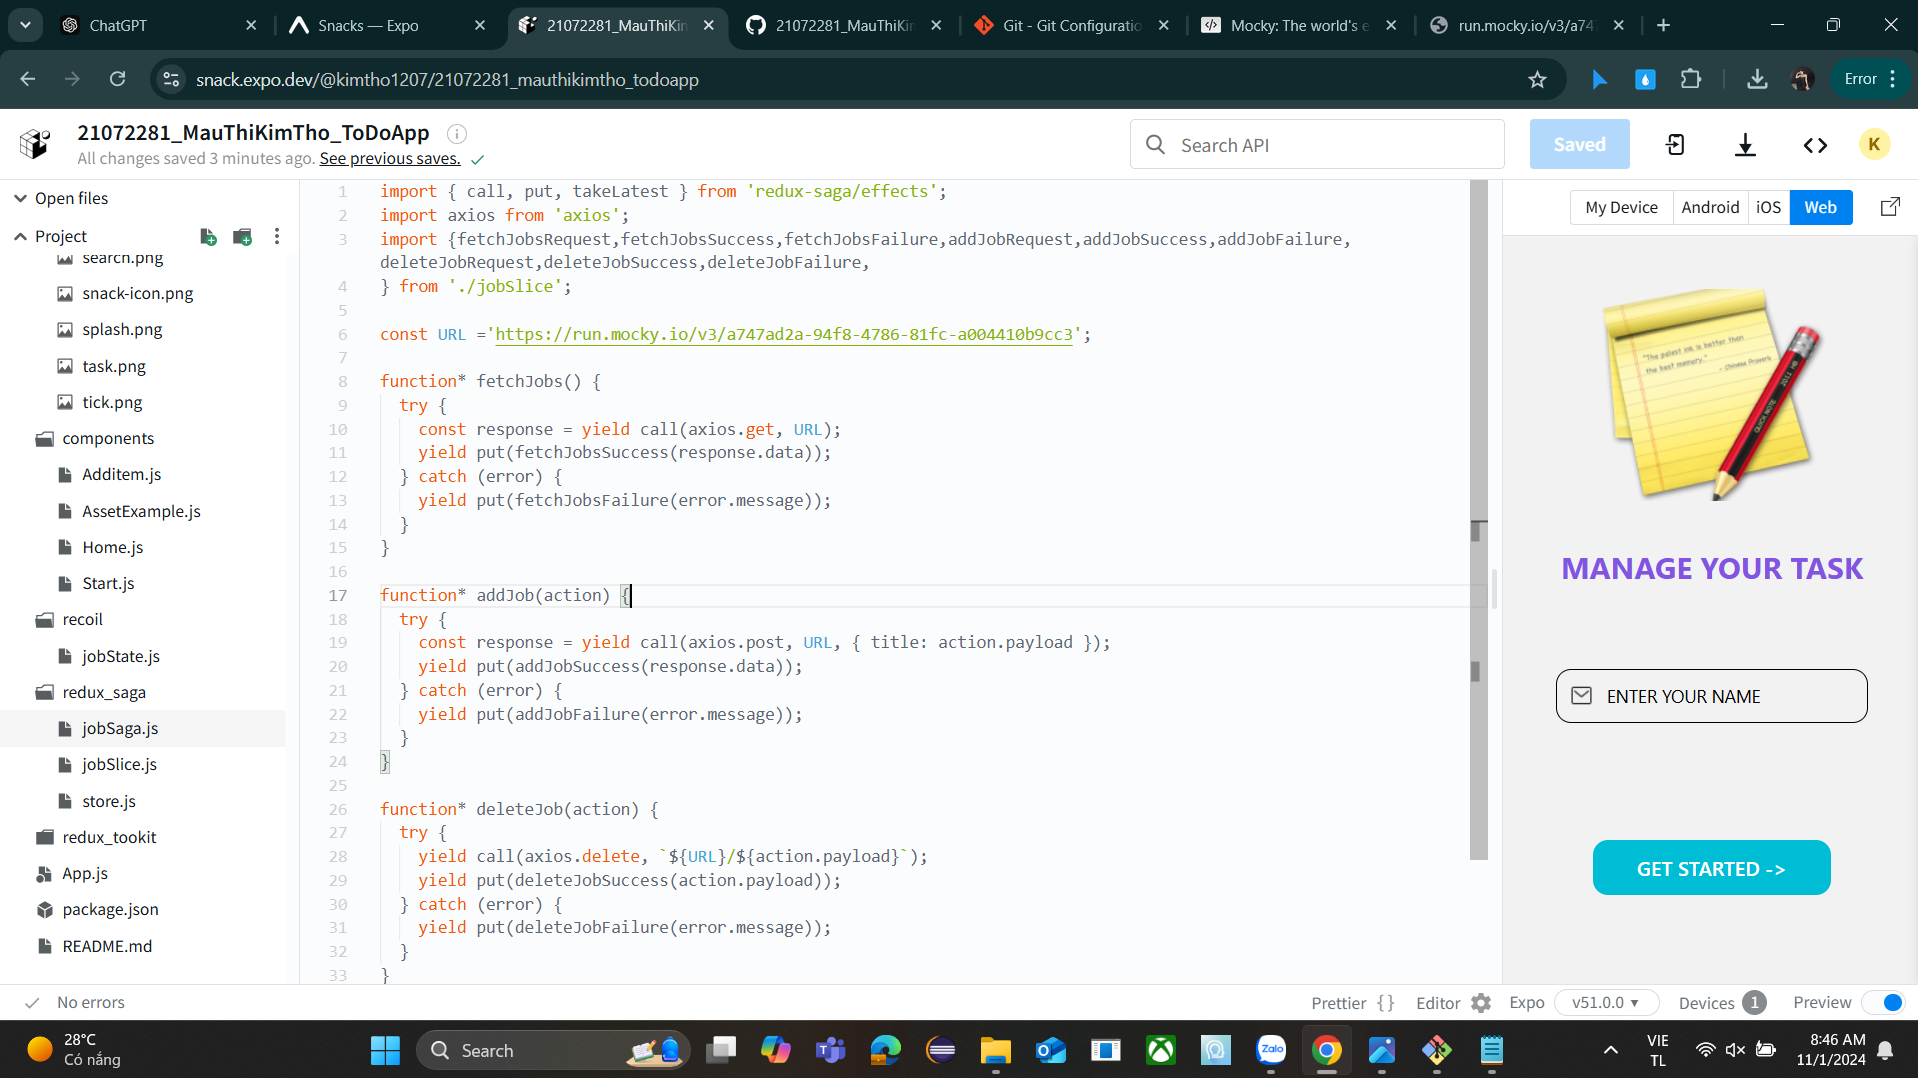 ChatGPT
Snacks — Expo
21072281_MauThiKin
21072281_MauThiKin
Git - Git Configuratio
Mocky: The world's e
run.mocky.io/v3/a747
snack.expo.dev/@kimtho1207/21072281_mauthikimtho_todoapp
Error
21072281_MauThiKimTho_ToDoApp
All changes saved 3 minutes ago. See previous saves.
Search API
Saved
K
Open files
Project
search.png
snack-icon.png
splash.png
task.png
tick.png
components
Additem.js
AssetExample.js
Home.js
Start.js
recoil
jobState.js
redux_saga
jobSaga.js
jobSlice.js
store.js
redux_tookit
App.js
package.json
README.md
1 import { call, put, takeLatest } from 'redux-saga/effects';
2 import axios from 'axios';
3 import {fetchJobsRequest,fetchJobsSuccess,fetchJobsFailure,addJobRequest,addJobSuccess,addJobFailure,
deleteJobRequest,deleteJobSuccess,deleteJobFailure,
4 } from './jobSlice';
5
6 const URL ='https://run.mocky.io/v3/a747ad2a-94f8-4786-81fc-a004410b9cc3';
7
8 function* fetchJobs() {
9 try {
10 const response = yield call(axios.get, URL);
11 yield put(fetchJobsSuccess(response.data));
12 } catch (error) {
13 yield put(fetchJobsFailure(error.message));
14 }
15 }
16
17 function* addJob(action) {
18 try {
19 const response = yield call(axios.post, URL, { title: action.payload });
20 yield put(addJobSuccess(response.data));
21 } catch (error) {
22 yield put(addJobFailure(error.message));
23 }
24 }
25
26 function* deleteJob(action) {
27 try {
28 yield call(axios.delete, `${URL}/${action.payload}`);
29 yield put(deleteJobSuccess(action.payload));
30 } catch (error) {
31 yield put(deleteJobFailure(error.message));
32 }
33 }
My Device
Android
iOS
Web
"The palest ink is better than
the best memory."
- Chinese Proverb
QUICK NOTE
2011 HB
MANAGE YOUR TASK
ENTER YOUR NAME
GET STARTED ->
No errors
Prettier { }
Editor
Expo
v51.0.0
Devices 1
Preview
28°C
Có nắng
Search
Zalo
VIE
TL
8:46 AM
11/1/2024